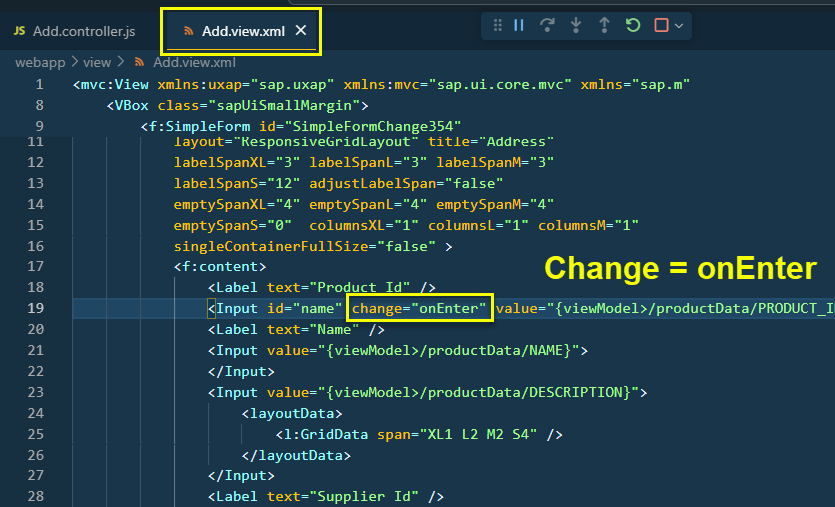 JS Add.controller.js
Add.view.xml
webapp > view > Add.view.xml
1 <mvc:View xmlns:uxap="sap.uxap" xmlns:mvc="sap.ui.core.mvc" xmlns="sap.m"
8 <VBox class="sapUiSmallMargin">
9 <f:SimpleForm id="SimpleFormChange354"
11 layout="ResponsiveGridLayout" title="Address"
12 labelSpanXL="3" labelSpanL="3" labelSpanM="3"
13 labelSpanS="12" adjustLabelSpan="false"
14 emptySpanXL="4" emptySpanL="4" emptySpanM="4"
15 emptySpanS="0" columnsXL="1" columnsL="1" columnsM="1"
16 singleContainerFullSize="false" >
17 <f:content>
Change = onEnter
18 <Label text="Product Id" />
19 <Input id="name" change="onEnter" value="{viewModel>/productData/PRODUCT_I
20 <Label text="Name" />
21 <Input value="{viewModel>/productData/NAME}">
22 </Input>
23 <Input value="{viewModel>/productData/DESCRIPTION}">
24 <layoutData>
25 <l:GridData span="XL1 L2 M2 S4" />
26 </layoutData>
27 </Input>
28 <Label text="Supplier Id" />